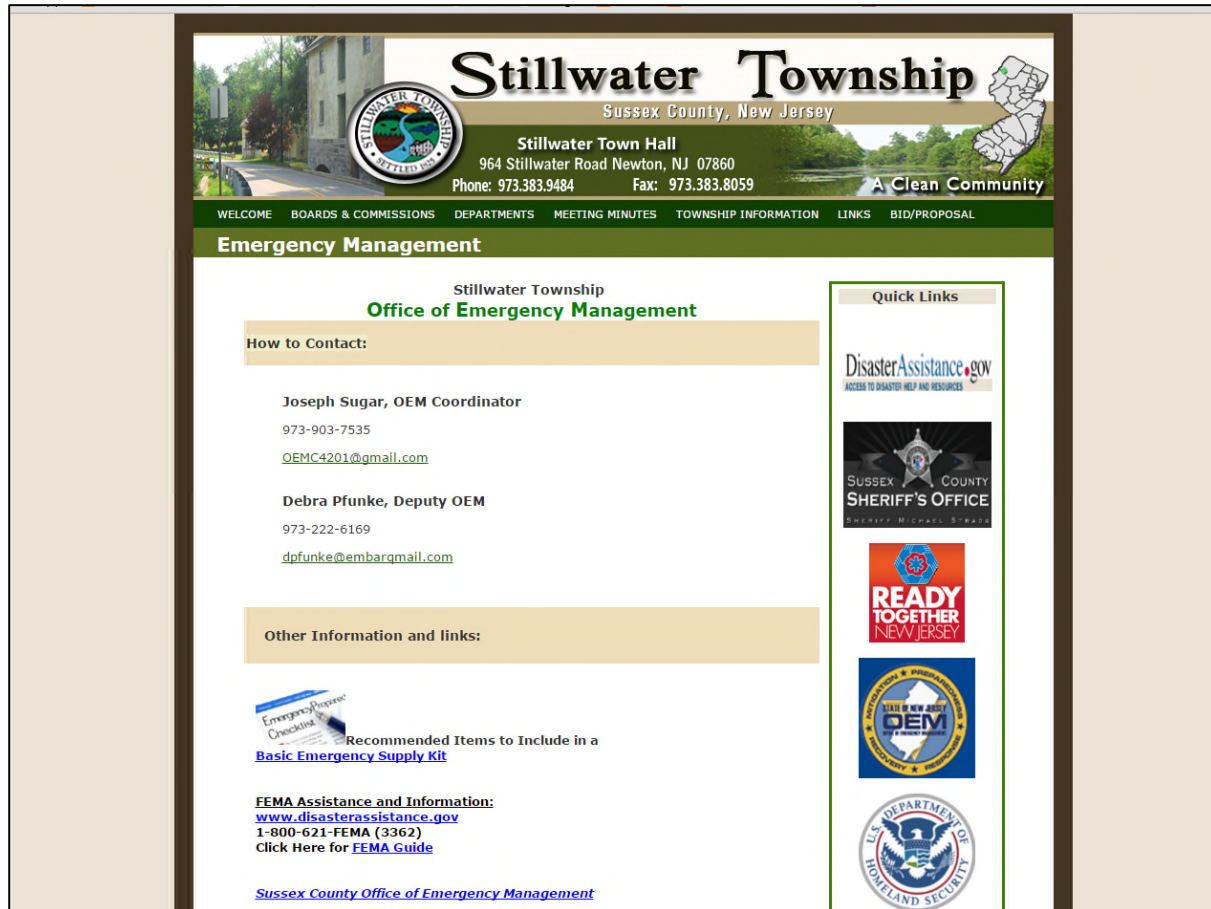 Stillwater Township
Sussex County, New Jersey
STILLWATER TOWNSHIP
SETTLED 1825
Stillwater Town Hall
964 Stillwater Road Newton, NJ 07860
Phone: 973.383.9484 Fax: 973.383.8059
A Clean Community
WELCOME BOARDS & COMMISSIONS DEPARTMENTS MEETING MINUTES TOWNSHIP INFORMATION LINKS BID/PROPOSAL
Emergency Management
Stillwater Township
Office of Emergency Management
How to Contact:
Joseph Sugar, OEM Coordinator
973-903-7535
OEMC4201@gmail.com
Debra Pfunke, Deputy OEM
973-222-6169
dpfunke@embarqmail.com
Other Information and links:
Emergency
Checklist
Recommended Items to Include in a
Basic Emergency Supply Kit
FEMA Assistance and Information:
www.disasterassistance.gov
1-800-621-FEMA (3362)
Click Here for FEMA Guide
Sussex County Office of Emergency Management
Quick Links
DisasterAssistance.gov
ACCESS TO DISASTER HELP AND RESOURCES
SUSSEX COUNTY
SHERIFF'S OFFICE
SHERIFF MICHAEL STRADA
READY
TOGETHER
NEW JERSEY
MITIGATION ★ PREPAREDNESS
STATE OF NEW JERSEY
OEM
RECOVERY ★ RESPONSE
U.S. DEPARTMENT OF
HOMELAND SECURITY